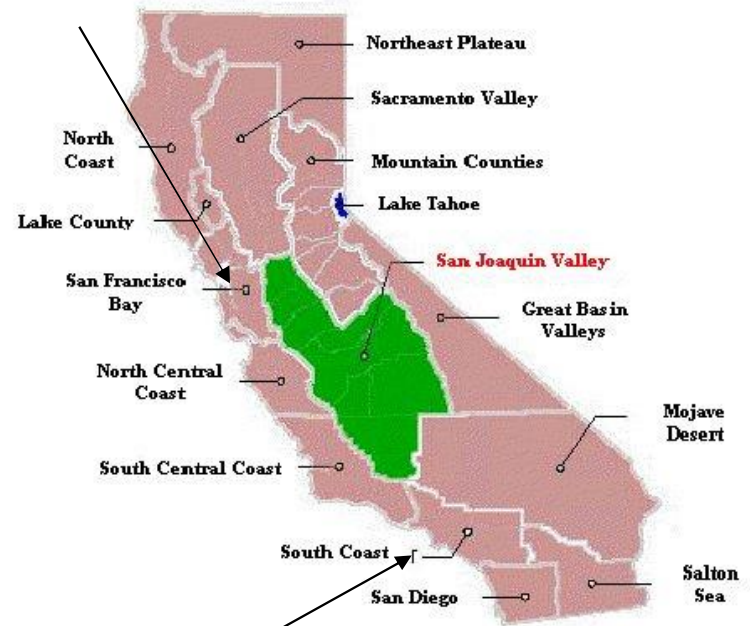 Northeast Plateau
Sacramento Valley
North
Coast
Mountain Counties
Lake Tahoe
Lake County
San Joaquin Valley
San Francisco
Bay
Great Basin
Valleys
North Central
Coast
Mojave
Desert
South Central Coast
South Coast
Salton
Sea
San Diego